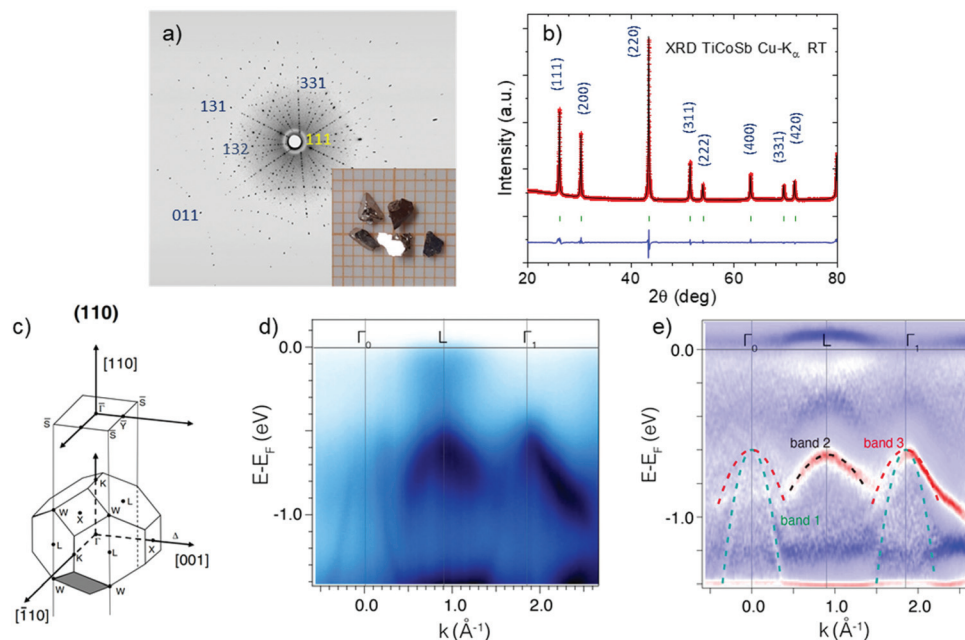 a)
331
131
111
132
011
b)
XRD TiCoSb Cu-Kα RT
Intensity (a.u.)
(111)
(200)
(220)
(311)
(222)
(400)
(331)
(420)
20 40 60 80
2θ (deg)
c)
(110)
[110]
S̄
Γ̄
S̄
Ȳ
S̄
K
W
L
X
W
Γ
Δ
L
K
L
X
[001]
W
W
[1̄10]
d)
Γ0 L Γ1
0.0
-1.0
E-EF (eV)
0.0 1.0 2.0
k (Å-1)
e)
Γ0 L Γ1
0.0
-1.0
E-EF (eV)
band 2
band 3
band 1
0.0 1.0 2.0
k (Å-1)